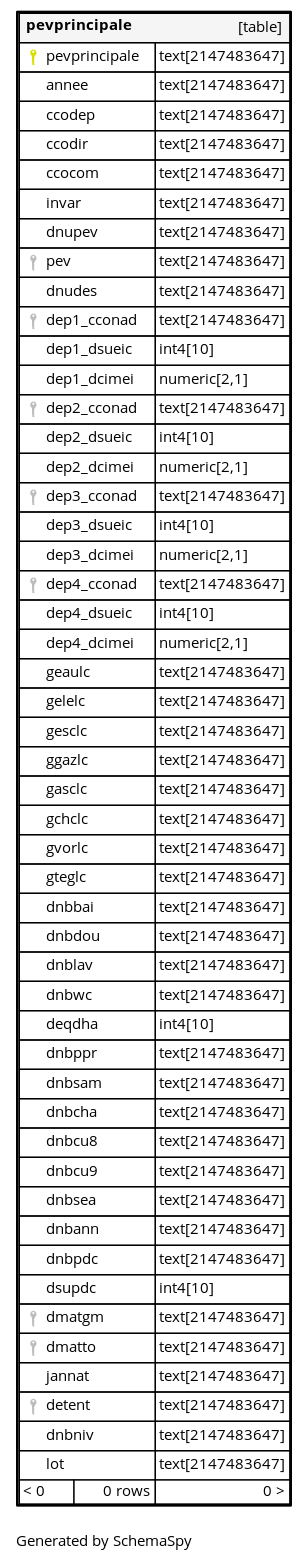 pevprincipale [table]
pevprincipale text[2147483647]
annee text[2147483647]
ccodep text[2147483647]
ccodir text[2147483647]
ccocom text[2147483647]
invar text[2147483647]
dnupev text[2147483647]
pev text[2147483647]
dnudes text[2147483647]
dep1_cconad text[2147483647]
dep1_dsueic int4[10]
dep1_dcimei numeric[2,1]
dep2_cconad text[2147483647]
dep2_dsueic int4[10]
dep2_dcimei numeric[2,1]
dep3_cconad text[2147483647]
dep3_dsueic int4[10]
dep3_dcimei numeric[2,1]
dep4_cconad text[2147483647]
dep4_dsueic int4[10]
dep4_dcimei numeric[2,1]
geaulc text[2147483647]
gelelc text[2147483647]
gesclc text[2147483647]
ggazlc text[2147483647]
gasclc text[2147483647]
gchclc text[2147483647]
gvorlc text[2147483647]
gteglc text[2147483647]
dnbbai text[2147483647]
dnbdou text[2147483647]
dnblav text[2147483647]
dnbwc text[2147483647]
deqdha int4[10]
dnbppr text[2147483647]
dnbsam text[2147483647]
dnbcha text[2147483647]
dnbcu8 text[2147483647]
dnbcu9 text[2147483647]
dnbsea text[2147483647]
dnbann text[2147483647]
dnbpdc text[2147483647]
dsupdc int4[10]
dmatgm text[2147483647]
dmatto text[2147483647]
jannat text[2147483647]
detent text[2147483647]
dnbniv text[2147483647]
lot text[2147483647]
< 0 0 rows 0 >
Generated by SchemaSpy